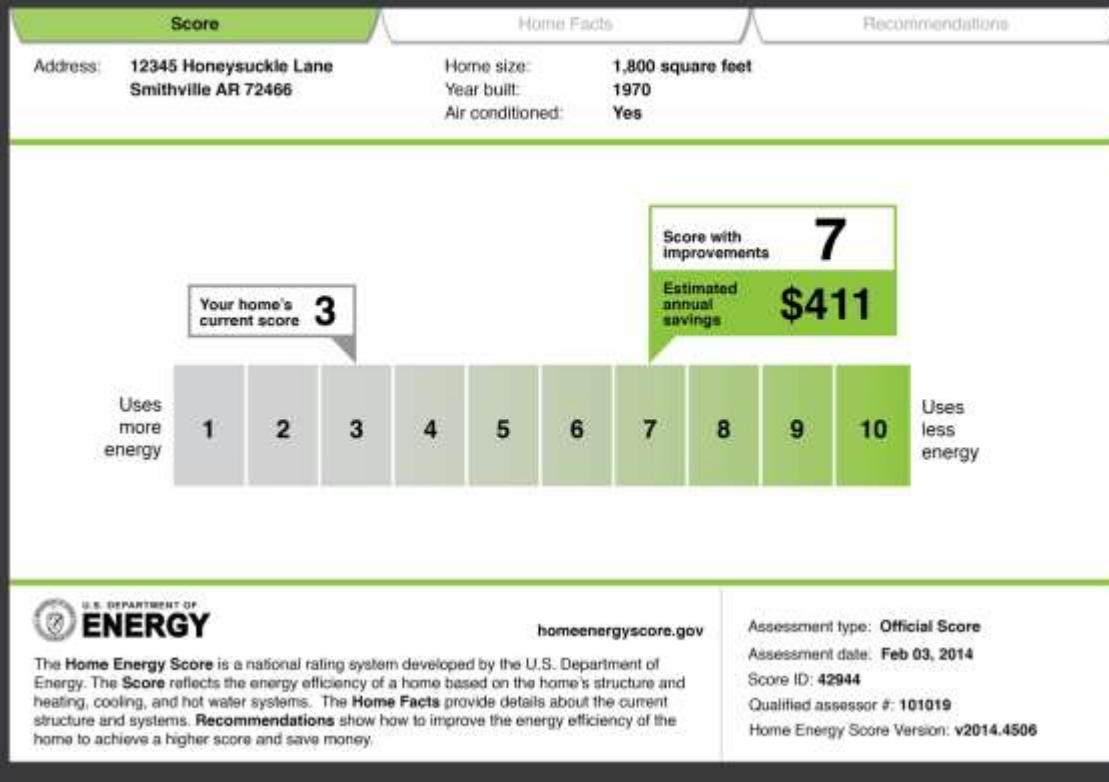 Score
Home Facts
Recommendations
Address: 12345 Honeysuckle Lane
Smithville AR 72466
Home size: 1,800 square feet
Year built: 1970
Air conditioned: Yes
Score with
improvements 7
Estimated
annual
savings $411
Your home's
current score 3
Uses
more
energy
1 2 3 4 5 6 7 8 9 10
Uses
less
energy
U.S. DEPARTMENT OF
ENERGY
homeenergyscore.gov
The Home Energy Score is a national rating system developed by the U.S. Department of
Energy. The Score reflects the energy efficiency of a home based on the home's structure and
heating, cooling, and hot water systems. The Home Facts provide details about the current
structure and systems. Recommendations show how to improve the energy efficiency of the
home to achieve a higher score and save money.
Assessment type: Official Score
Assessment date: Feb 03, 2014
Score ID: 42944
Qualified assessor #: 101019
Home Energy Score Version: v2014.4506